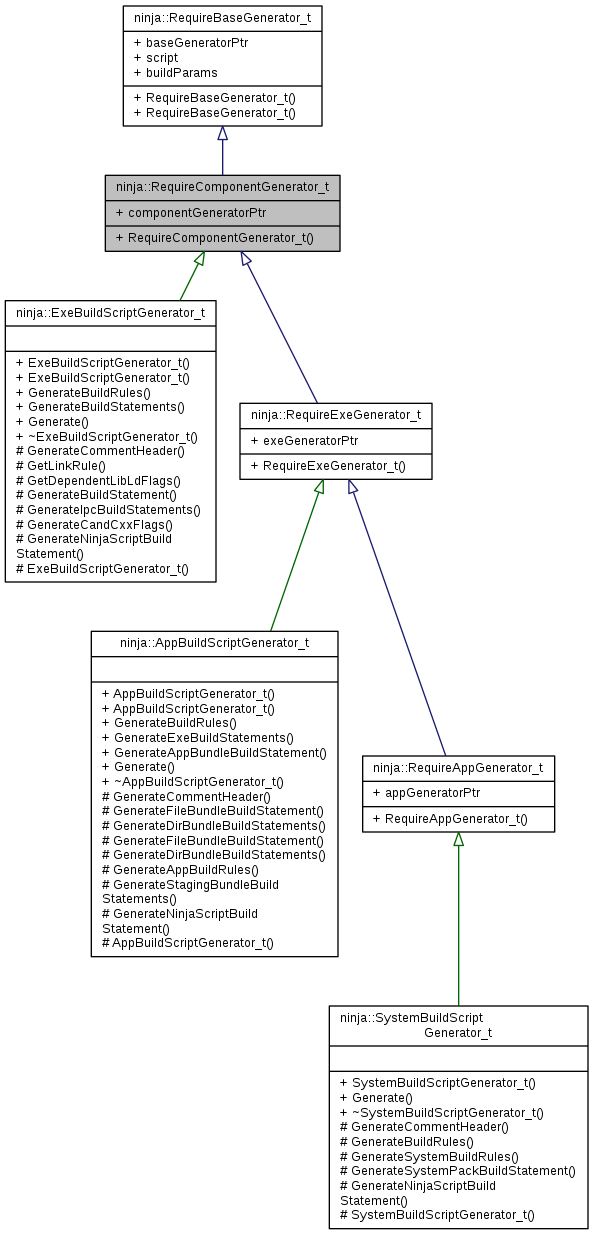 ninja::RequireBaseGenerator_t
+ baseGeneratorPtr
+ script
+ buildParams
+ RequireBaseGenerator_t()
+ RequireBaseGenerator_t()
ninja::RequireComponentGenerator_t
+ componentGeneratorPtr
+ RequireComponentGenerator_t()
ninja::ExeBuildScriptGenerator_t
+ ExeBuildScriptGenerator_t()
+ ExeBuildScriptGenerator_t()
+ GenerateBuildRules()
+ GenerateBuildStatements()
+ Generate()
+ ~ExeBuildScriptGenerator_t()
# GenerateCommentHeader()
# GetLinkRule()
# GetDependentLibLdFlags()
# GenerateBuildStatement()
# GenerateIpcBuildStatements()
# GenerateCandCxxFlags()
# GenerateNinjaScriptBuild
Statement()
# ExeBuildScriptGenerator_t()
ninja::RequireExeGenerator_t
+ exeGeneratorPtr
+ RequireExeGenerator_t()
ninja::AppBuildScriptGenerator_t
+ AppBuildScriptGenerator_t()
+ AppBuildScriptGenerator_t()
+ GenerateBuildRules()
+ GenerateExeBuildStatements()
+ GenerateAppBundleBuildStatement()
+ Generate()
+ ~AppBuildScriptGenerator_t()
# GenerateCommentHeader()
# GenerateFileBundleBuildStatement()
# GenerateDirBundleBuildStatements()
# GenerateFileBundleBuildStatement()
# GenerateDirBundleBuildStatements()
# GenerateAppBuildRules()
# GenerateStagingBundleBuild
Statements()
# GenerateNinjaScriptBuild
Statement()
# AppBuildScriptGenerator_t()
ninja::RequireAppGenerator_t
+ appGeneratorPtr
+ RequireAppGenerator_t()
ninja::SystemBuildScript
Generator_t
+ SystemBuildScriptGenerator_t()
+ Generate()
+ ~SystemBuildScriptGenerator_t()
# GenerateCommentHeader()
# GenerateBuildRules()
# GenerateSystemBuildRules()
# GenerateSystemPackBuildStatement()
# GenerateNinjaScriptBuild
Statement()
# SystemBuildScriptGenerator_t()